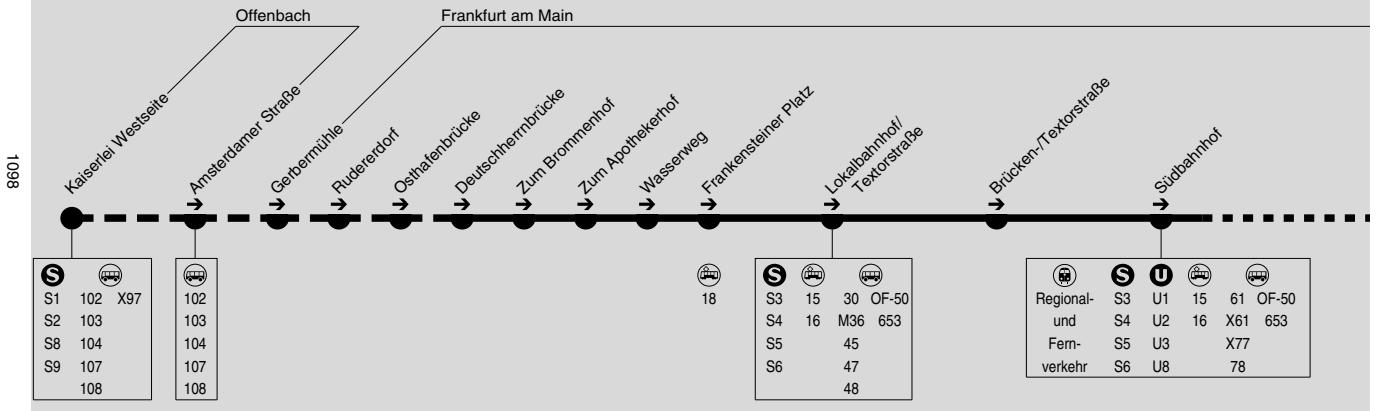 Offenbach
Frankfurt am Main
1098
Kaiserlei Westseite
Amsterdamer Straße
Gerbermühle
Rudererdorf
Osthafenbrücke
Deutschherrnbrücke
Zum Brommenhof
Zum Apothekerhof
Wasserweg
Frankensteiner Platz
Lokalbahnhof/
Textorstraße
Brücken-/Textorstraße
Südbahnhof
S
S1 102 X97
S2 103
S8 104
S9 107
108
102
103
104
107
108
18
S
S3 15 30 OF-50
S4 16 M36 653
S5 45
S6 47
48
S U
Regional- S3 U1 15 61 OF-50
und S4 U2 16 X61 653
Fern- S5 U3 X77
verkehr S6 U8 78